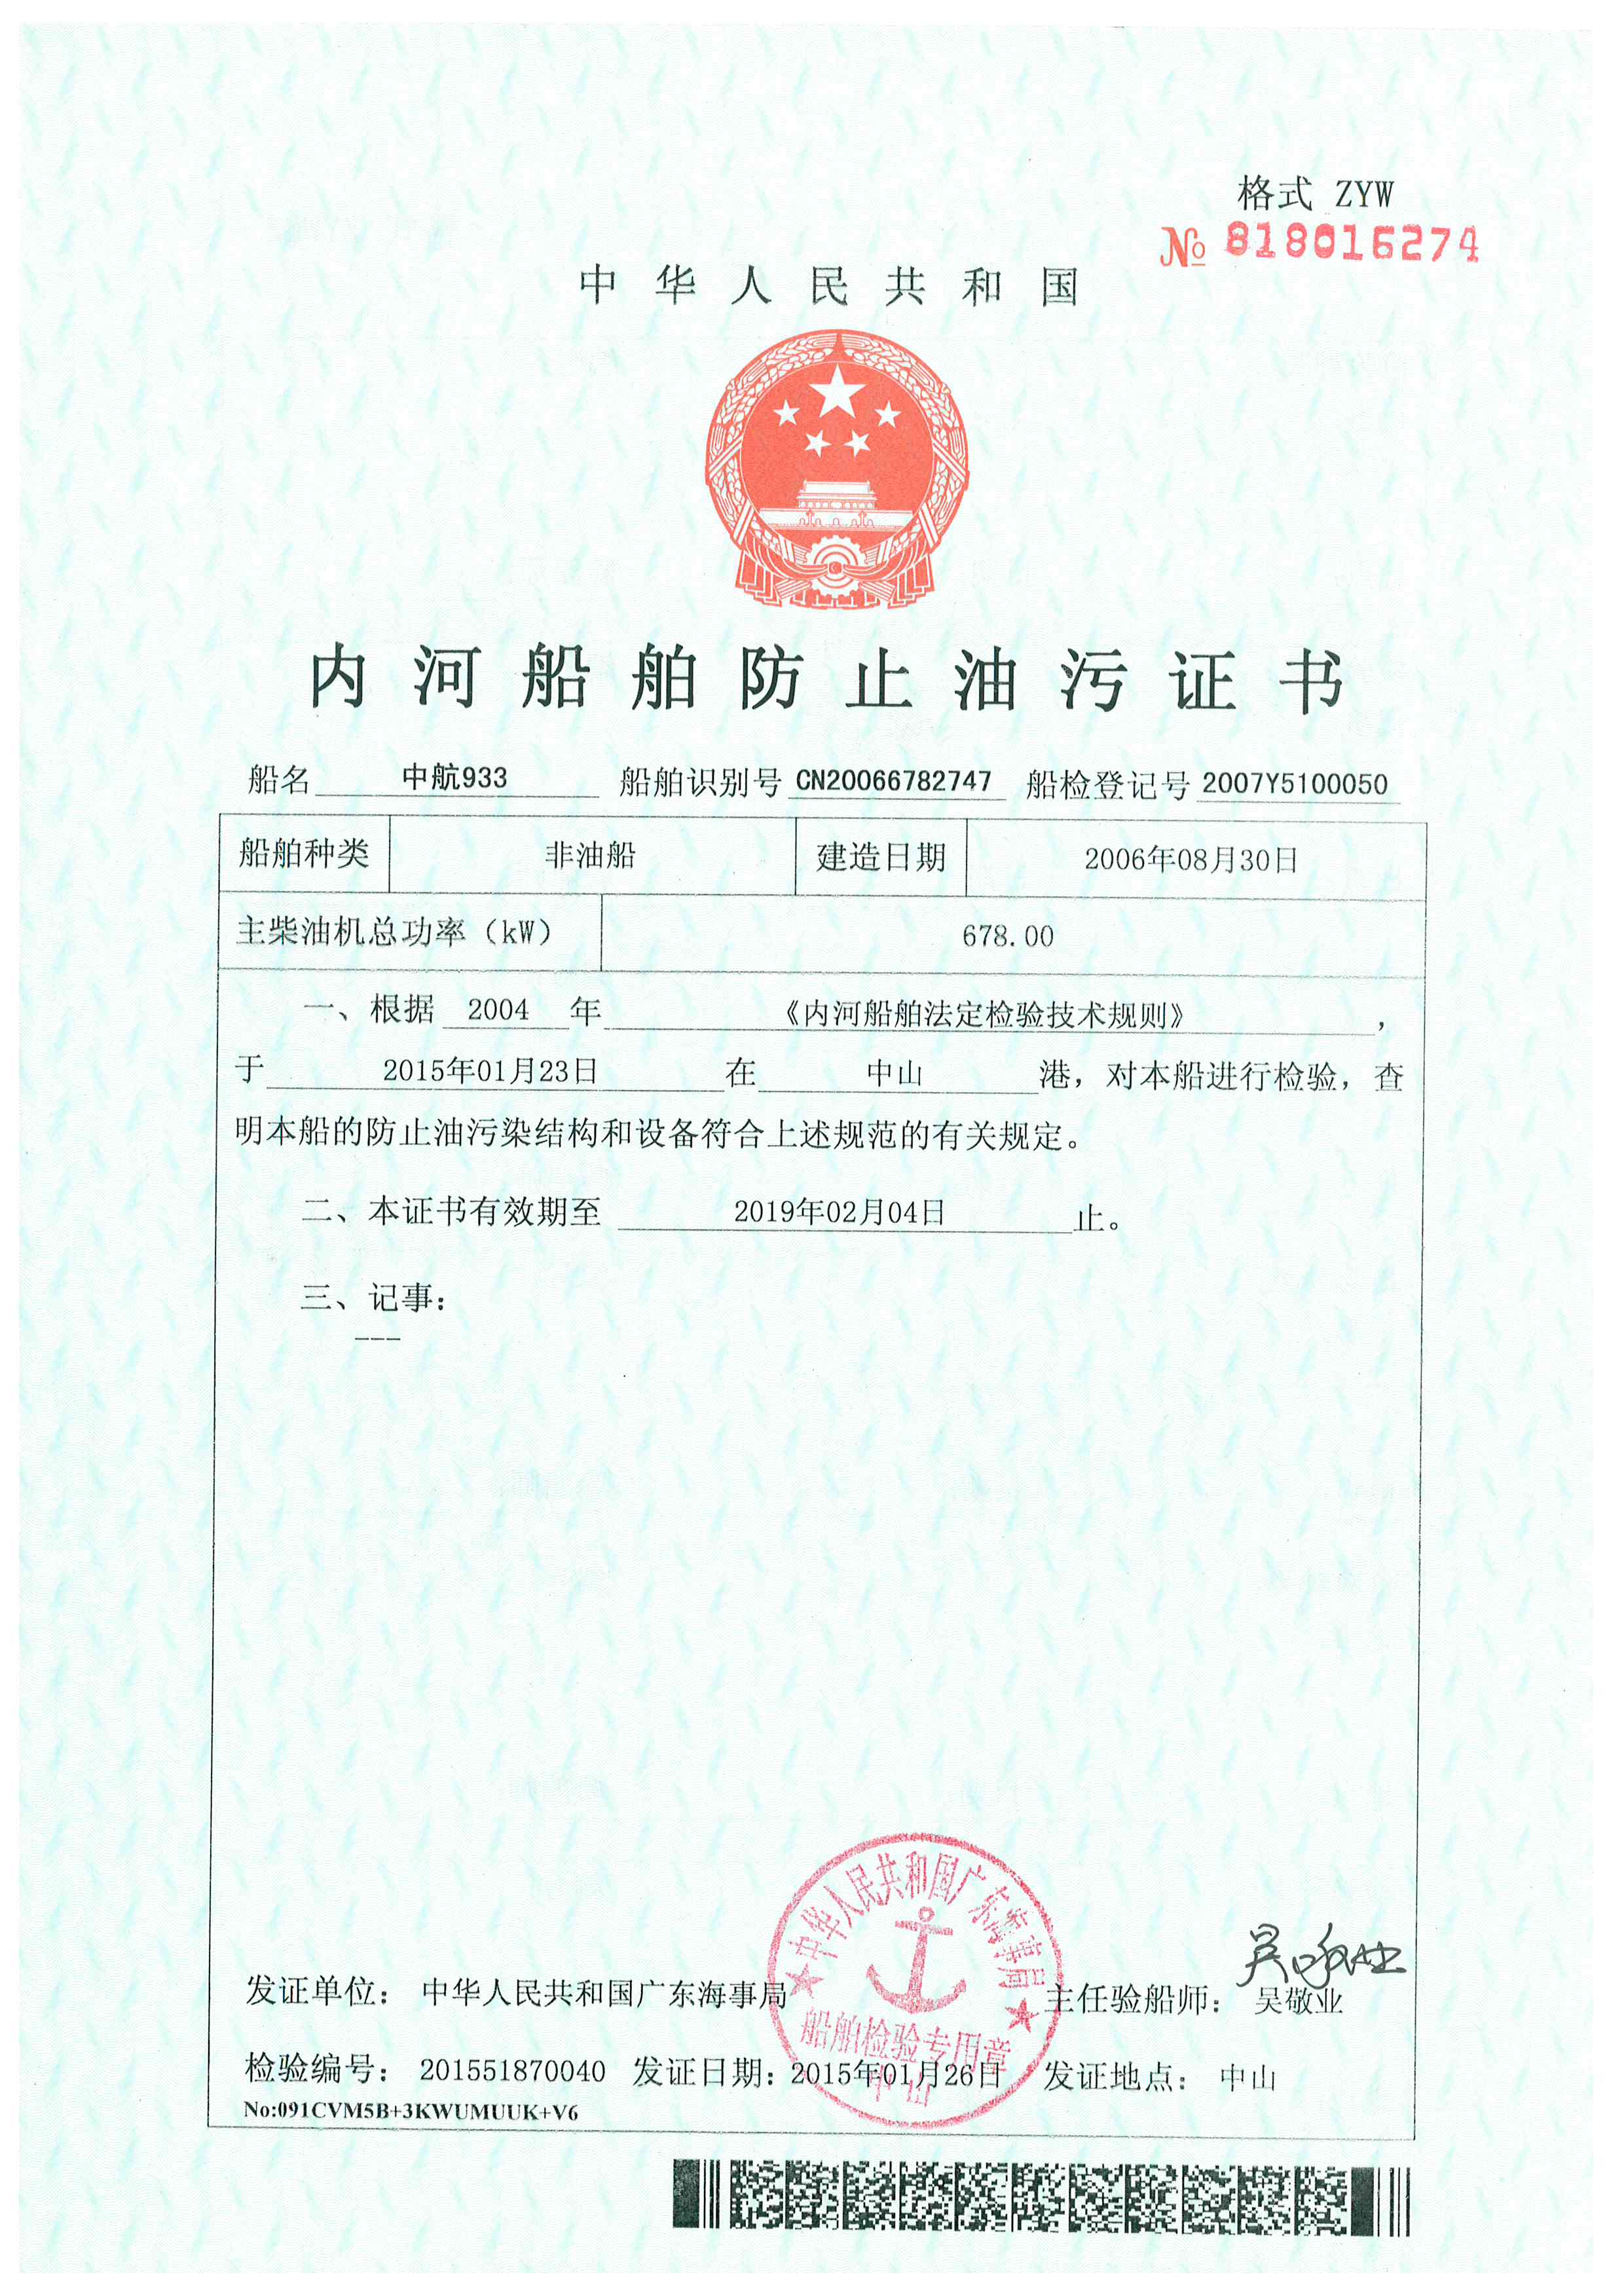 格式 ZYW
№ 818016274
中华人民共和国
内河船舶防止油污证书
船名 中航933 船舶识别号 CN20066782747 船检登记号 2007Y5100050
船舶种类 非油船 建造日期 2006年08月30日
主柴油机总功率（kW） 678.00
一、根据 2004 年 《内河船舶法定检验技术规则》，
于 2015年01月23日 在 中山 港，对本船进行检验，查
明本船的防止油污染结构和设备符合上述规范的有关规定。
二、本证书有效期至 2019年02月04日 止。
三、记事：
---
中华人民共和国广东海事局
船舶检验专用章
中山
发证单位： 中华人民共和国广东海事局 主任验船师： 吴敬业
检验编号： 201551870040 发证日期：2015年01月26日 发证地点： 中山
No:091CVM5B+3KWUMUUK+V6